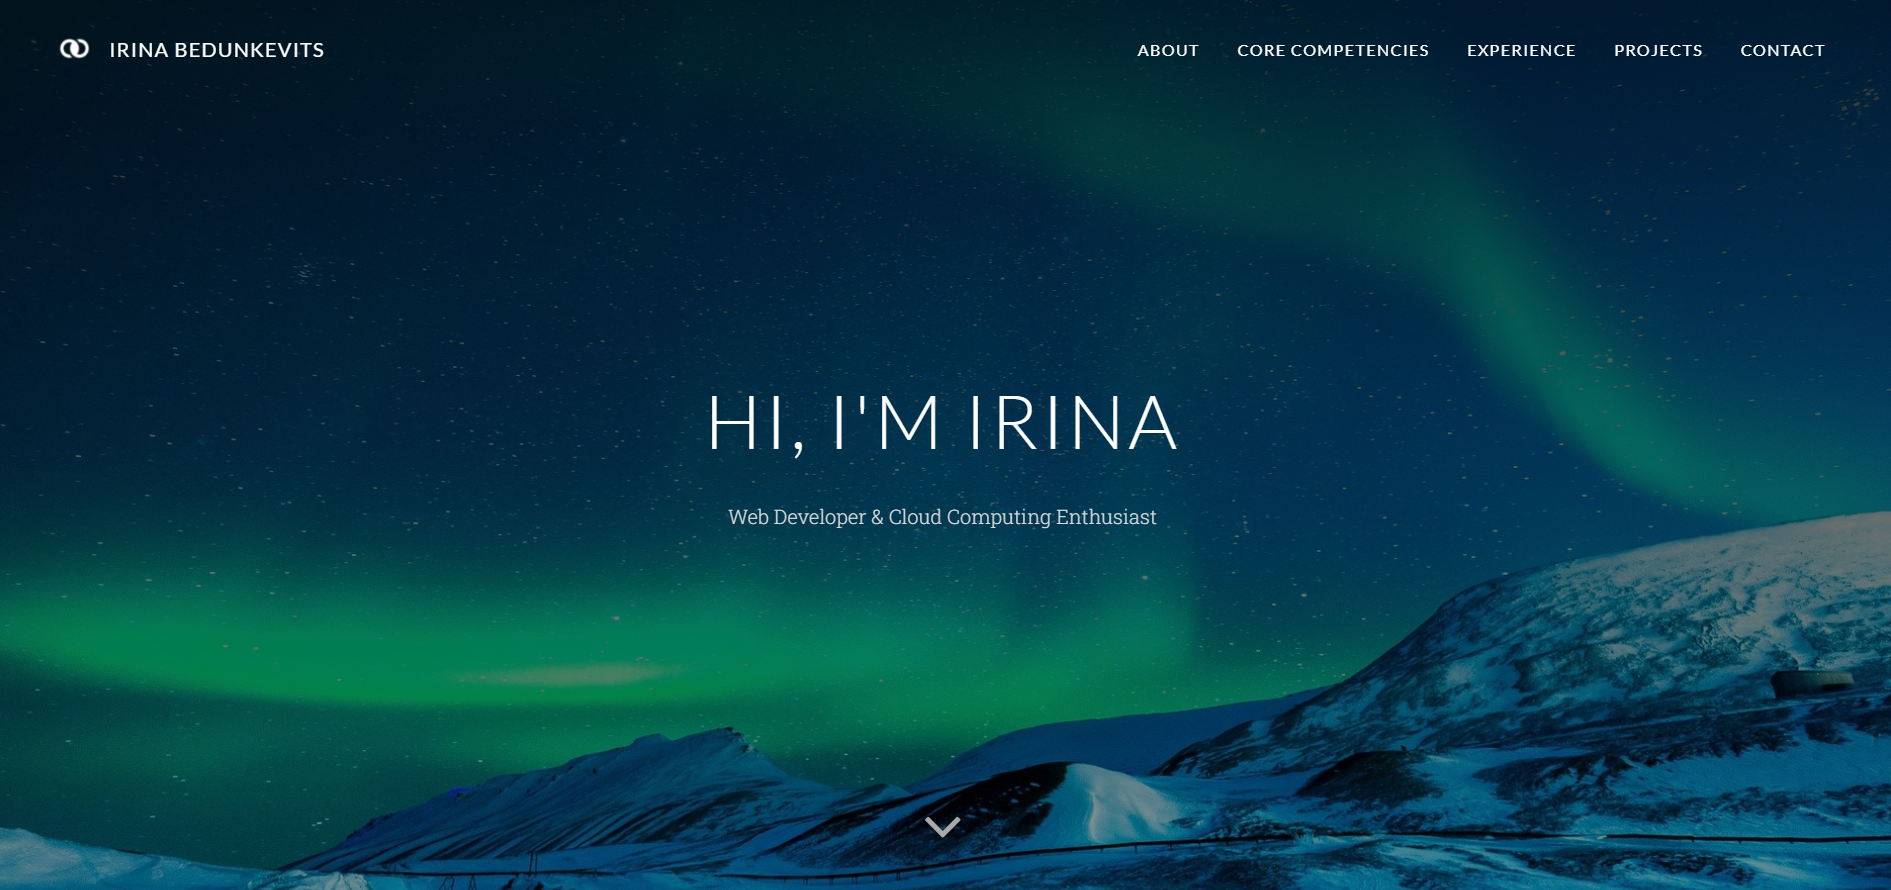 IRINA BEDUNKEVITS
ABOUT CORE COMPETENCIES EXPERIENCE PROJECTS CONTACT
HI, I'M IRINA
Web Developer & Cloud Computing Enthusiast